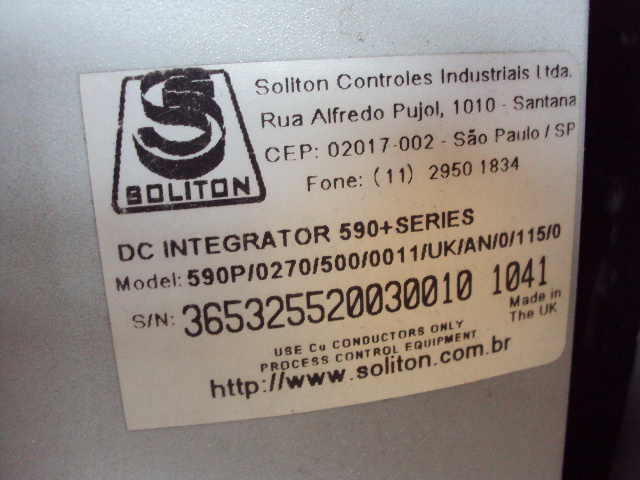 SOLITON
Soliton Controles Industriais Ltda.
Rua Alfredo Pujol, 1010 - Santana
CEP: 02017-002 - São Paulo / SP
Fone: (11) 2950 1834
DC INTEGRATOR 590+SERIES
Model: 590P/0270/500/0011/UK/AN/0/115/0
S/N: 365325520030010 1041
Made in
The UK
USE Cu CONDUCTORS ONLY
PROCESS CONTROL EQUIPMENT
http://www.soliton.com.br